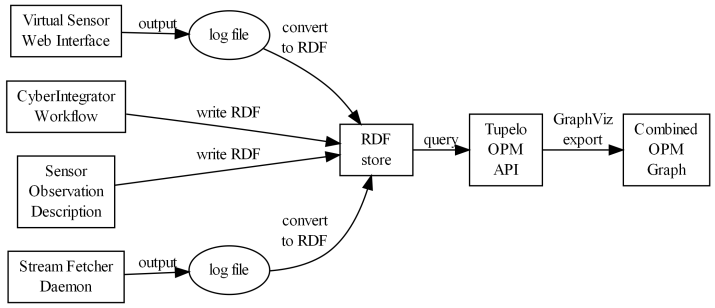 Virtual Sensor
Web Interface
output
log file
convert
to RDF
CyberIntegrator
Workflow
write RDF
Sensor
Observation
Description
write RDF
RDF
store
query
Tupelo
OPM
API
GraphViz
export
Combined
OPM
Graph
Stream Fetcher
Daemon
output
log file
convert
to RDF